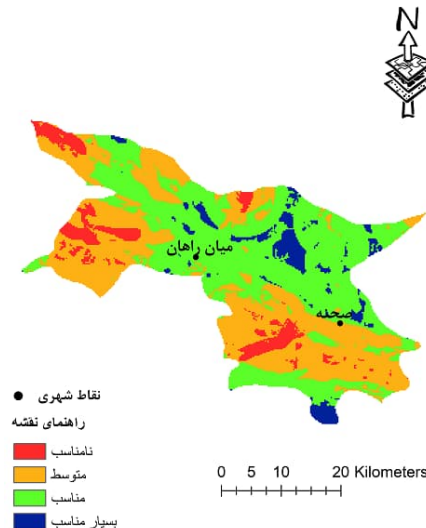 N
میان راهان
صحنه
نقاط شهری
راهنمای نقشه
نامناسب
متوسط
مناسب
بسیار مناسب
0 5 10 20 Kilometers